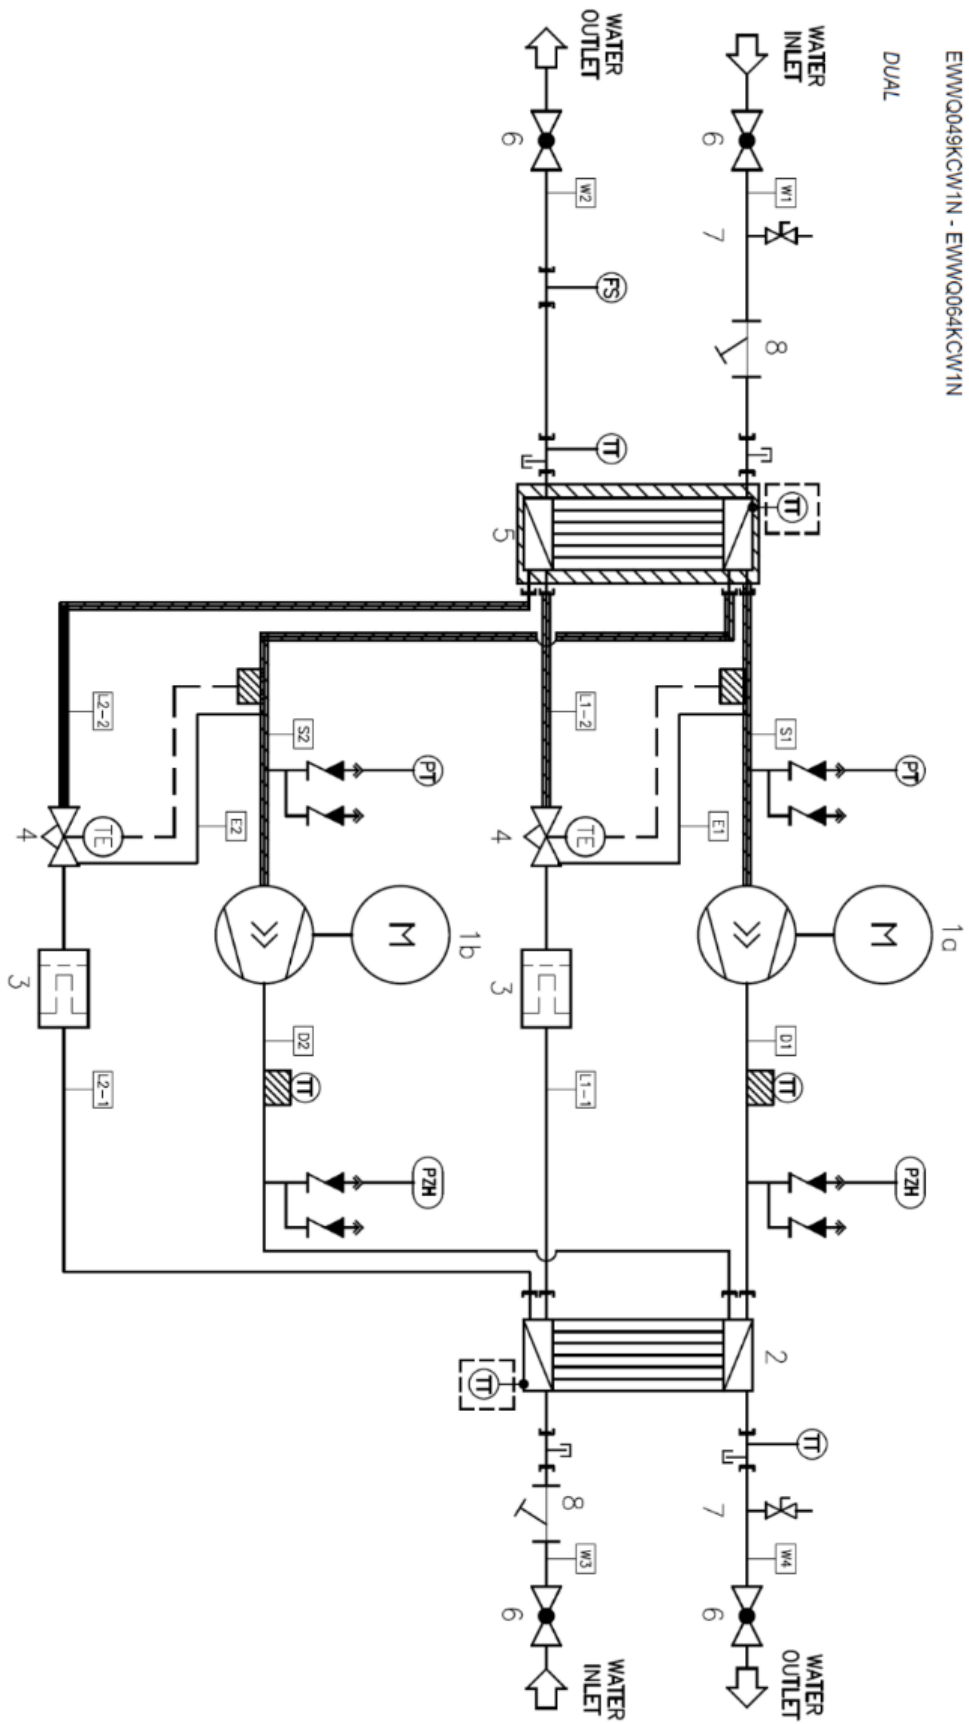 EWWQ049KCW1N - EWWQ064KCW1N
DUAL
1a
M
PT
PZH
WATER
INLET
W1
TT
S1
D1
TT
TT
W4
WATER
OUTLET
8
2
6
7
E1
7
6
WATER
OUTLET
W2
FS
TT
L1-2
TE
L1-1
8
W3
WATER
INLET
6
5
4
3
TT
6
1b
M
PT
PZH
S2
D2
TT
E2
L2-2
TE
L2-1
4
3